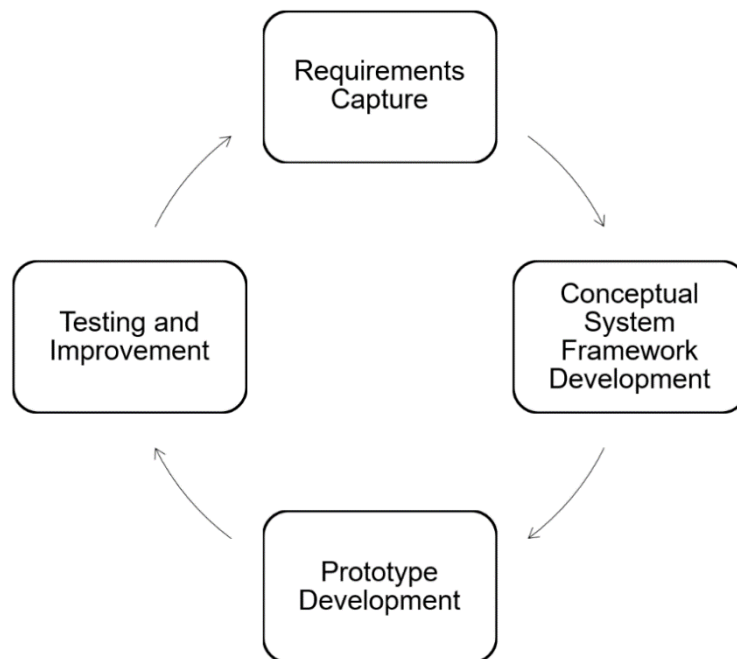 Requirements
Capture
Conceptual
System
Framework
Development
Testing and
Improvement
Prototype
Development